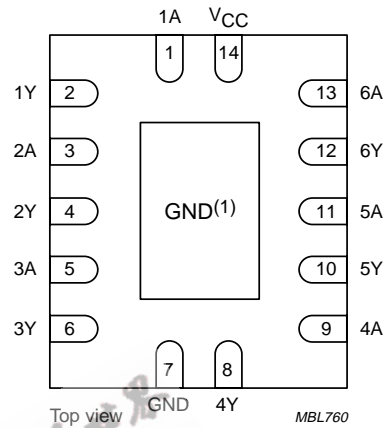 1A VCC
1 14
1Y 2 13 6A
2A 3 12 6Y
2Y 4 GND(1) 11 5A
3A 5 10 5Y
3Y 6 9 4A
7 8
Top view GND 4Y MBL760